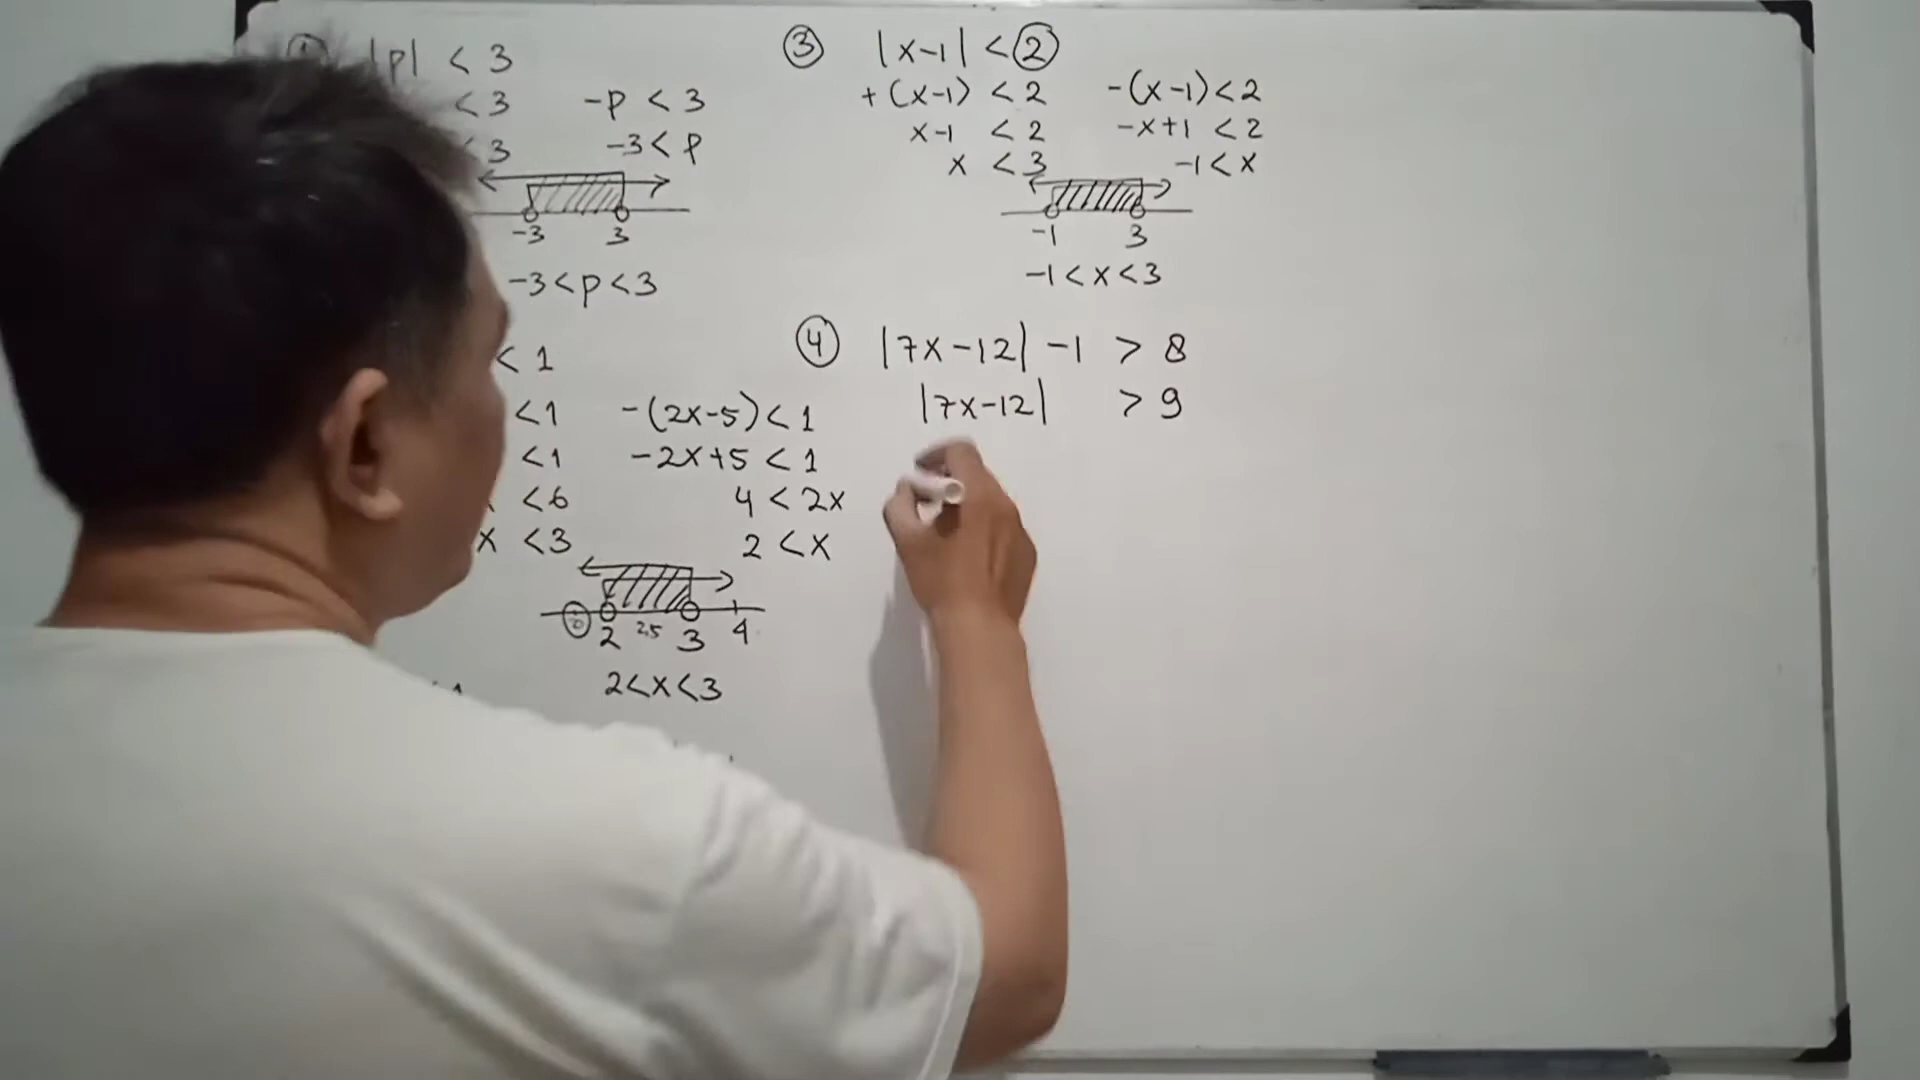 ① |p| < 3
< 3 -p < 3
< 3 -3 < p
-3 3
-3 < p < 3
< 1
< 1 -(2x-5) < 1
< 1 -2x+5 < 1
< 6 4 < 2x
x < 3 2 < x
2 2,5 3 4
2 < x < 3
③ |x-1| < 2
+(x-1) < 2 -(x-1) < 2
x-1 < 2 -x+1 < 2
x < 3 -1 < x
-1 3
-1 < x < 3
④ |7x-12| -1 > 8
|7x-12| > 9